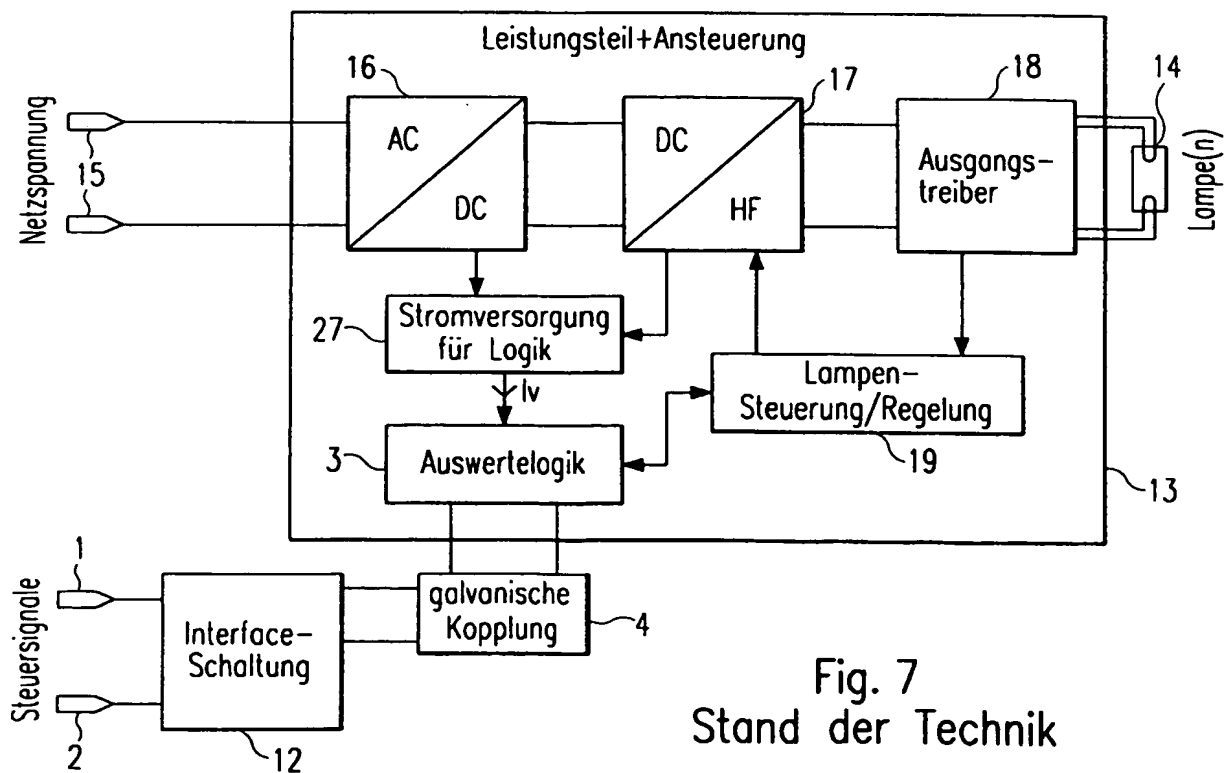 Leistungsteil+Ansteuerung
16
17
18
14
Netzspannung
15
AC
DC
DC
HF
Ausgangs-
treiber
Lampe(n)
27
Stromversorgung
für Logik
Iv
Lampen-
Steuerung/Regelung
19
3
Auswertelogik
13
Steuersignale
1
2
Interface-
Schaltung
12
galvanische
Kopplung
4
Fig. 7
Stand der Technik